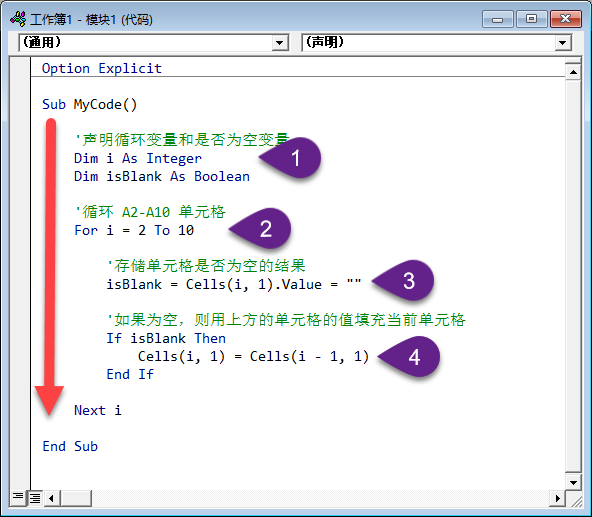 工作簿1 - 模块1 (代码)
(通用) (声明)
Option Explicit
Sub MyCode()
'声明循环变量和是否为空变量
Dim i As Integer
1
Dim isBlank As Boolean
'循环 A2-A10 单元格
For i = 2 To 10
2
'存储单元格是否为空的结果
isBlank = Cells(i, 1).Value = ""
3
'如果为空，则用上方的单元格的值填充当前单元格
If isBlank Then
Cells(i, 1) = Cells(i - 1, 1)
4
End If
Next i
End Sub